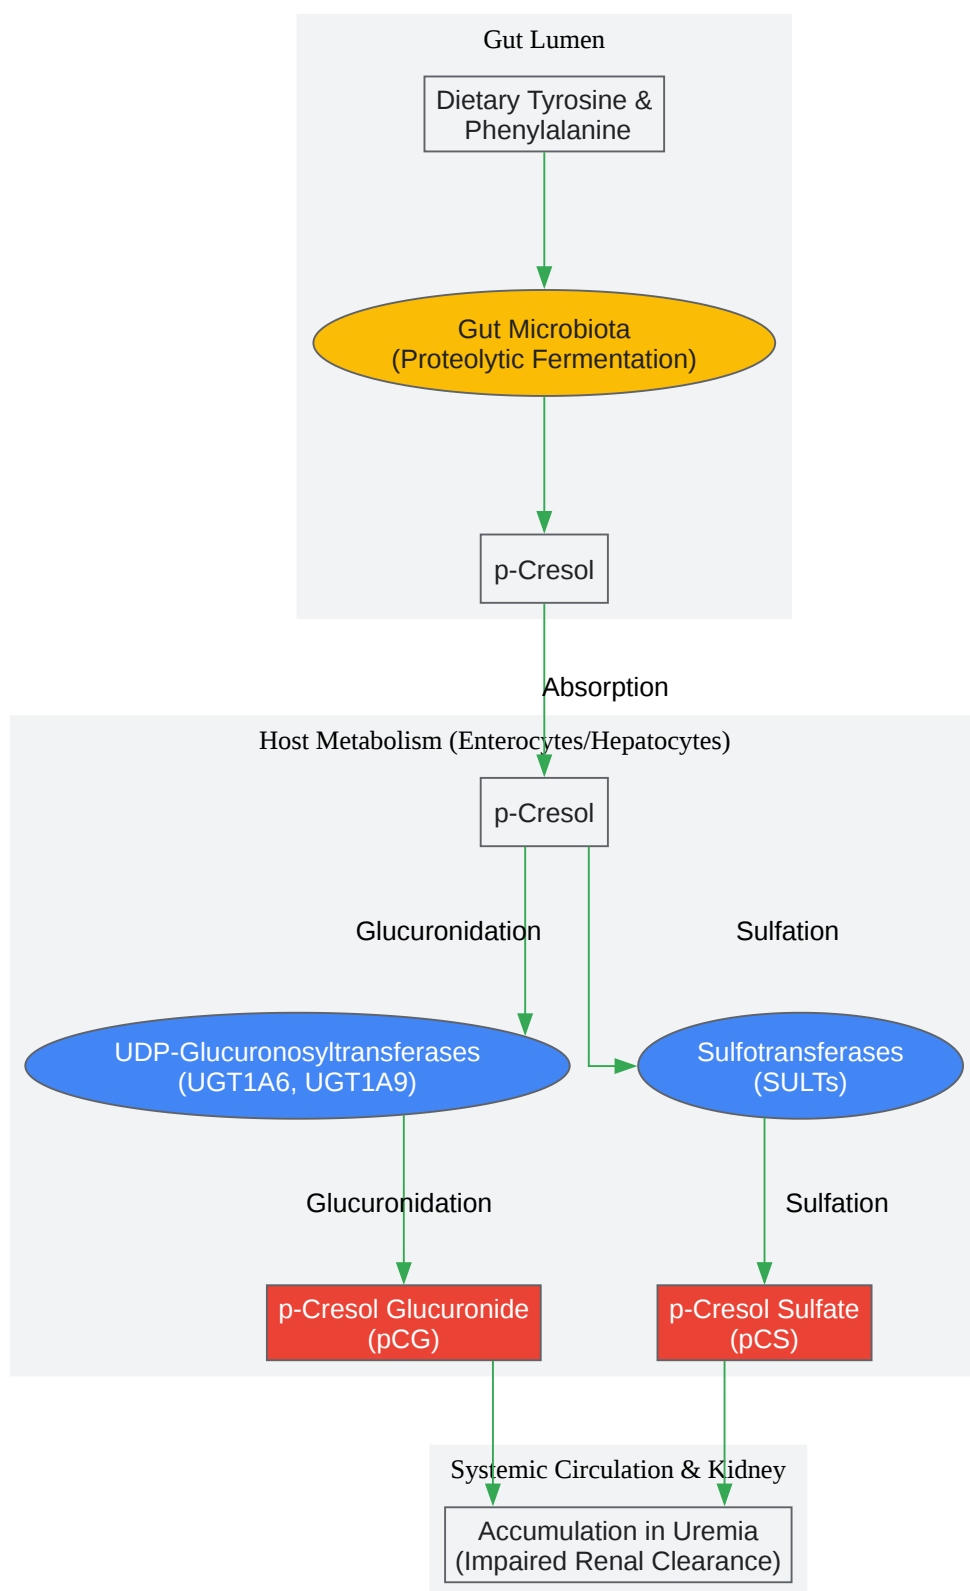 Gut Lumen
Dietary Tyrosine &
Phenylalanine
Gut Microbiota
(Proteolytic Fermentation)
p-Cresol
Absorption
Host Metabolism (Enterocytes/Hepatocytes)
p-Cresol
Glucuronidation
Sulfation
UDP-Glucuronosyltransferases
(UGT1A6, UGT1A9)
Sulfotransferases
(SULTs)
Glucuronidation
Sulfation
p-Cresol Glucuronide
(pCG)
p-Cresol Sulfate
(pCS)
Systemic Circulation & Kidney
Accumulation in Uremia
(Impaired Renal Clearance)